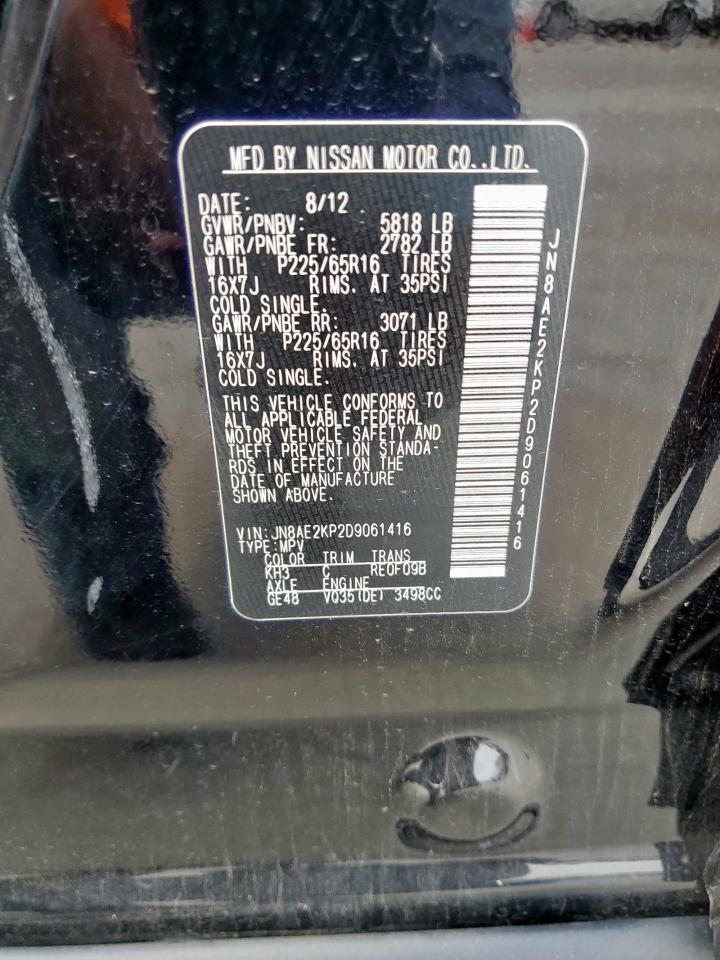 MFD BY NISSAN MOTOR CO.,LTD.
DATE: 8/12
GVWR/PNBV: 5818 LB
GAWR/PNBE FR: 2782 LB
WITH P225/65R16 TIRES
16X7J RIMS. AT 35PSI
COLD SINGLE.
GAWR/PNBE RR: 3071 LB
WITH P225/65R16 TIRES
16X7J RIMS. AT 35PSI
COLD SINGLE.
THIS VEHICLE CONFORMS TO
ALL APPLICABLE FEDERAL
MOTOR VEHICLE SAFETY AND
THEFT PREVENTION STANDA-
RDS IN EFFECT ON THE
DATE OF MANUFACTURE
SHOWN ABOVE.
VIN: JN8AE2KP2D9061416
TYPE: MPV
COLOR TRIM TRANS
KH3 C RE0F09B
AXLE ENGINE
GE48 VQ35(DE) 3498CC
JN8AE2KP2D9061416